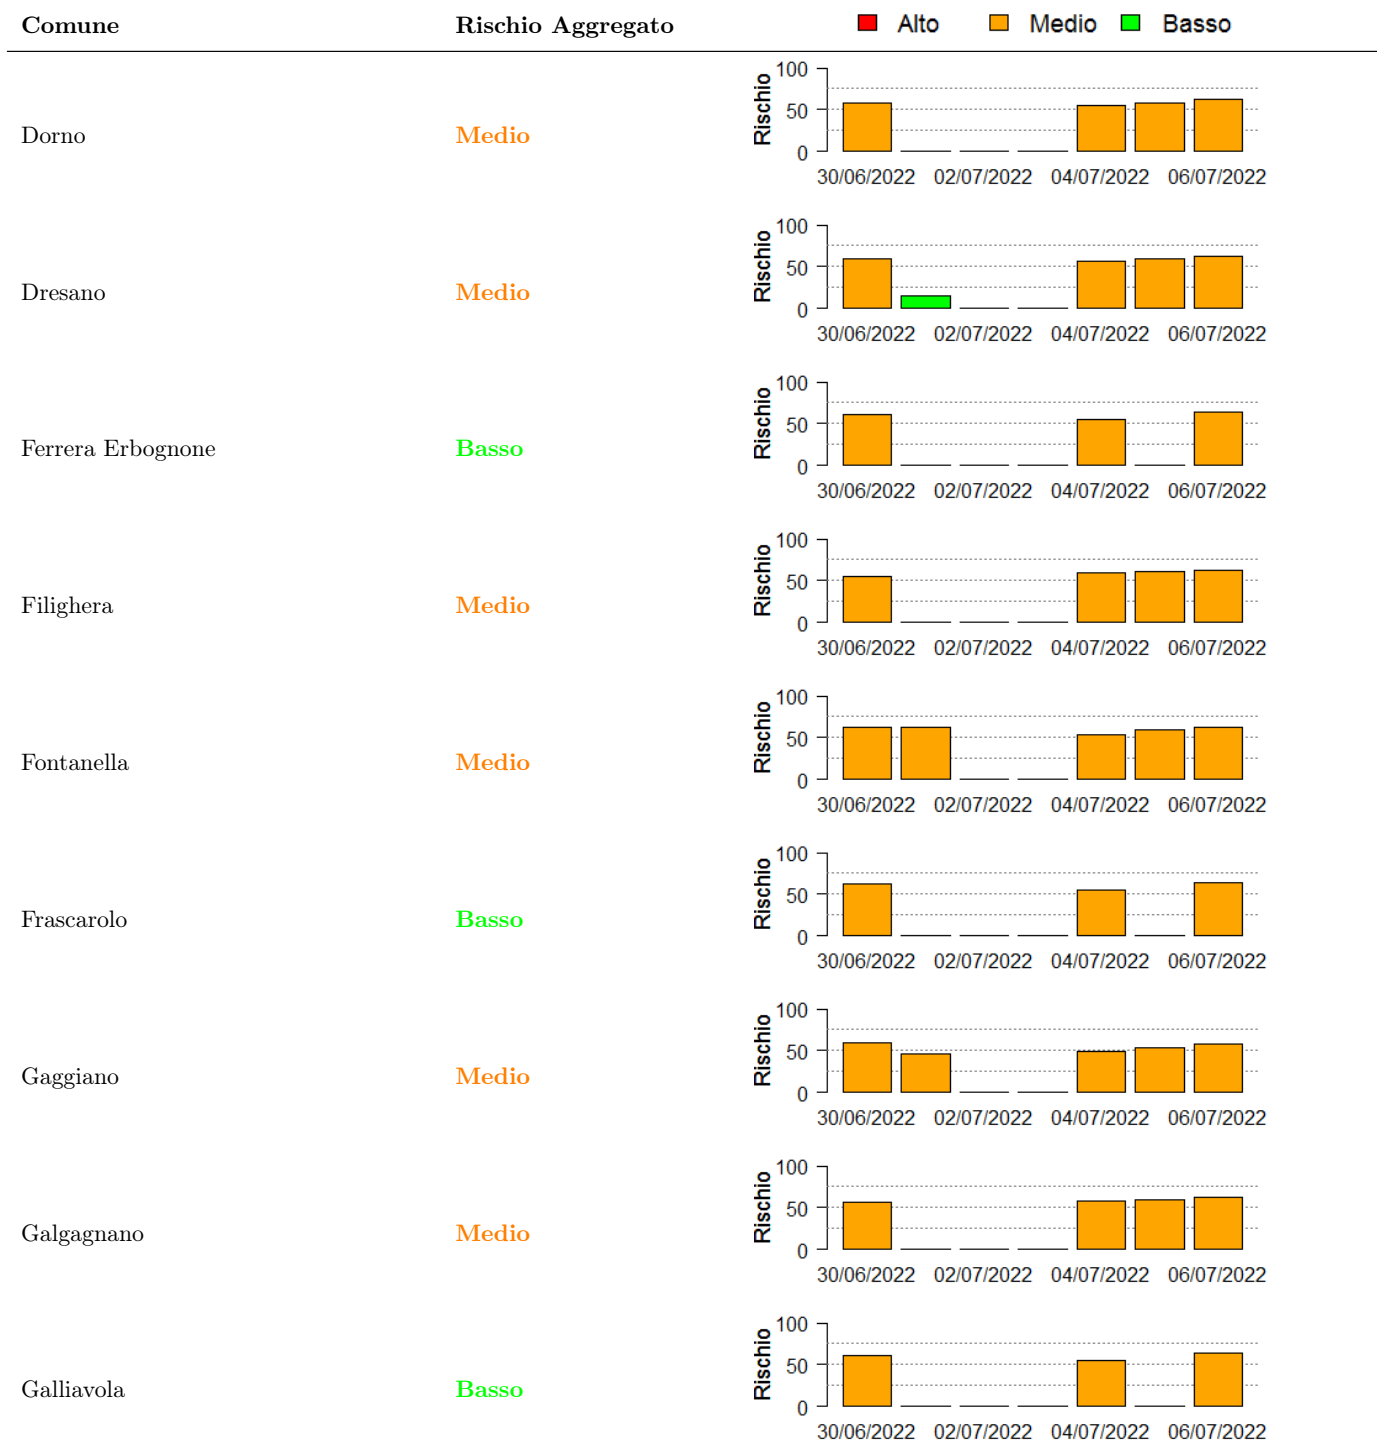 Comune Rischio Aggregato Alto Medio Basso
Dorno Medio
Rischio
100
50
0
30/06/2022 02/07/2022 04/07/2022 06/07/2022
Dresano Medio
Rischio
100
50
0
30/06/2022 02/07/2022 04/07/2022 06/07/2022
Ferrera Erbognone Basso
Rischio
100
50
0
30/06/2022 02/07/2022 04/07/2022 06/07/2022
Filighera Medio
Rischio
100
50
0
30/06/2022 02/07/2022 04/07/2022 06/07/2022
Fontanella Medio
Rischio
100
50
0
30/06/2022 02/07/2022 04/07/2022 06/07/2022
Frascarolo Basso
Rischio
100
50
0
30/06/2022 02/07/2022 04/07/2022 06/07/2022
Gaggiano Medio
Rischio
100
50
0
30/06/2022 02/07/2022 04/07/2022 06/07/2022
Galgagnano Medio
Rischio
100
50
0
30/06/2022 02/07/2022 04/07/2022 06/07/2022
Galliavola Basso
Rischio
100
50
0
30/06/2022 02/07/2022 04/07/2022 06/07/2022